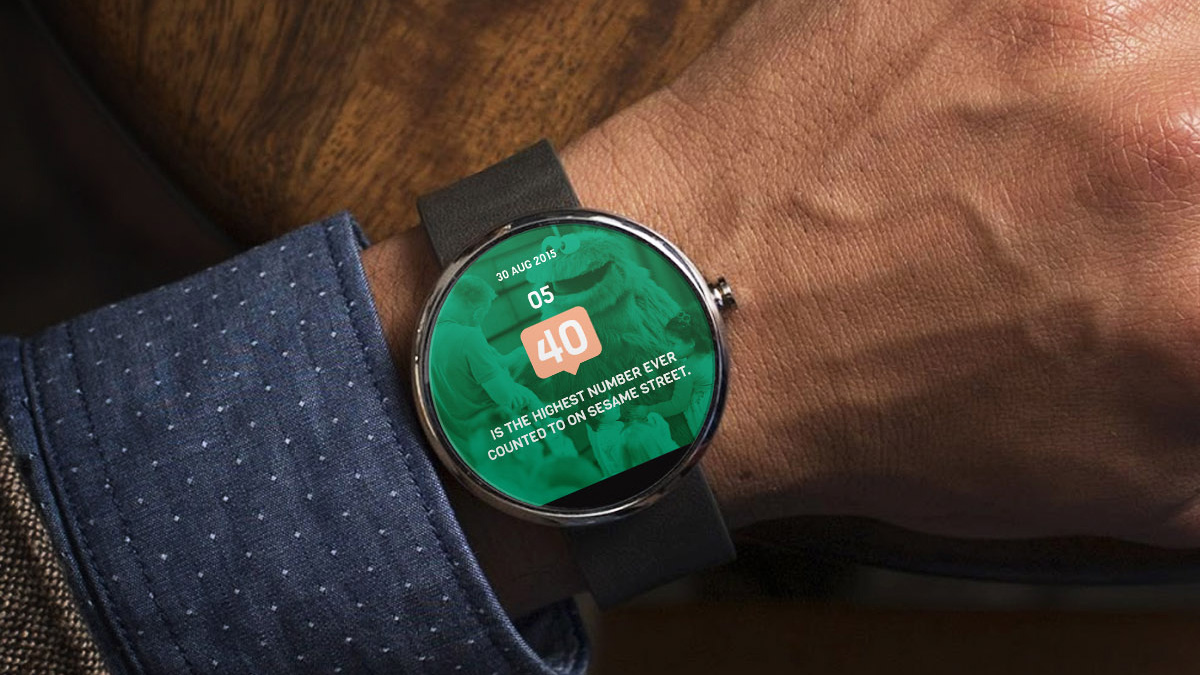 30 AUG 2015
05
40
IS THE HIGHEST NUMBER EVER
COUNTED TO ON SESAME STREET.